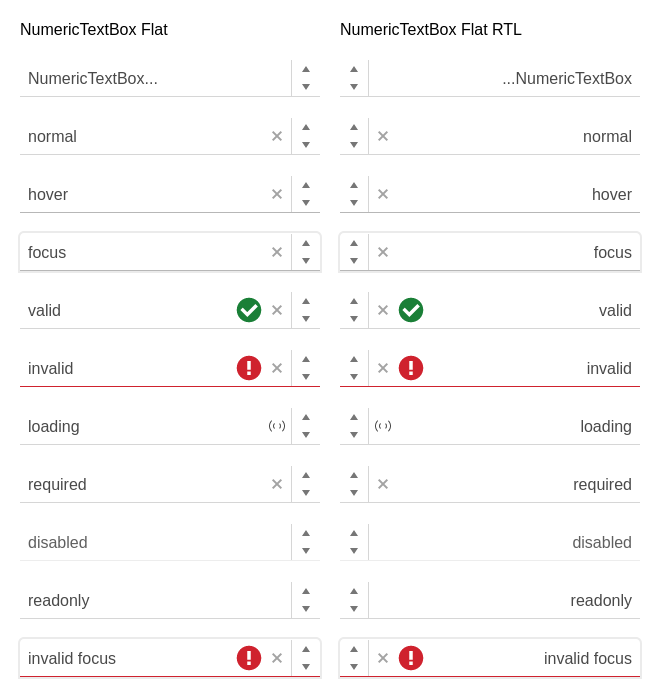 NumericTextBox Flat
NumericTextBox...
normal
hover
focus
valid
invalid
loading
required
disabled
readonly
invalid focus
NumericTextBox Flat RTL
...NumericTextBox
normal
hover
focus
valid
invalid
loading
required
disabled
readonly
invalid focus